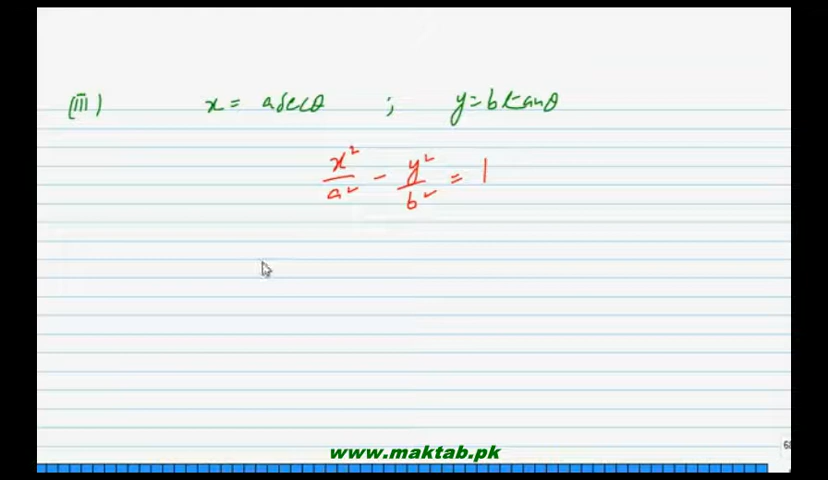 (iii) x = a secθ ; y = b tanθ
x²/a² - y²/b² = 1
www.maktab.pk